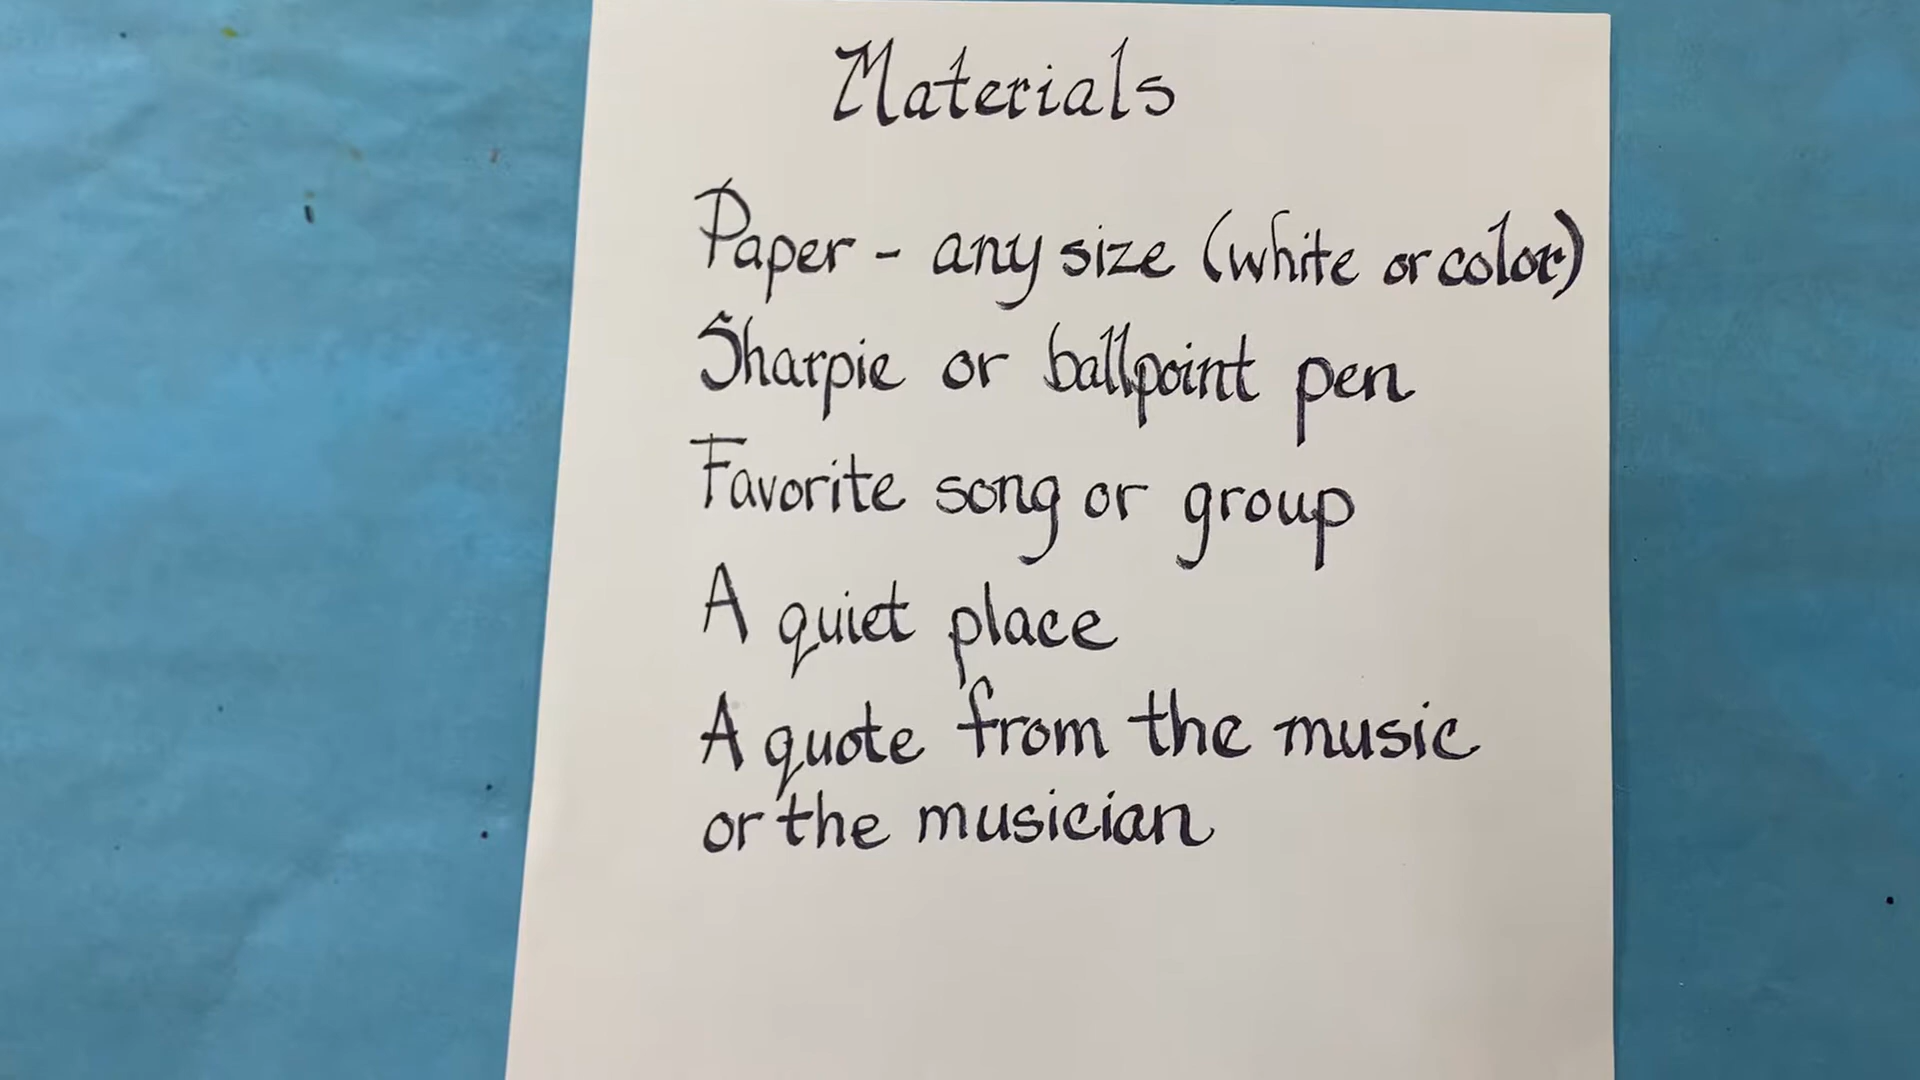 Materials
Paper - any size (white or color)
Sharpie or ballpoint pen
Favorite song or group
A quiet place
A quote from the music
or the musician